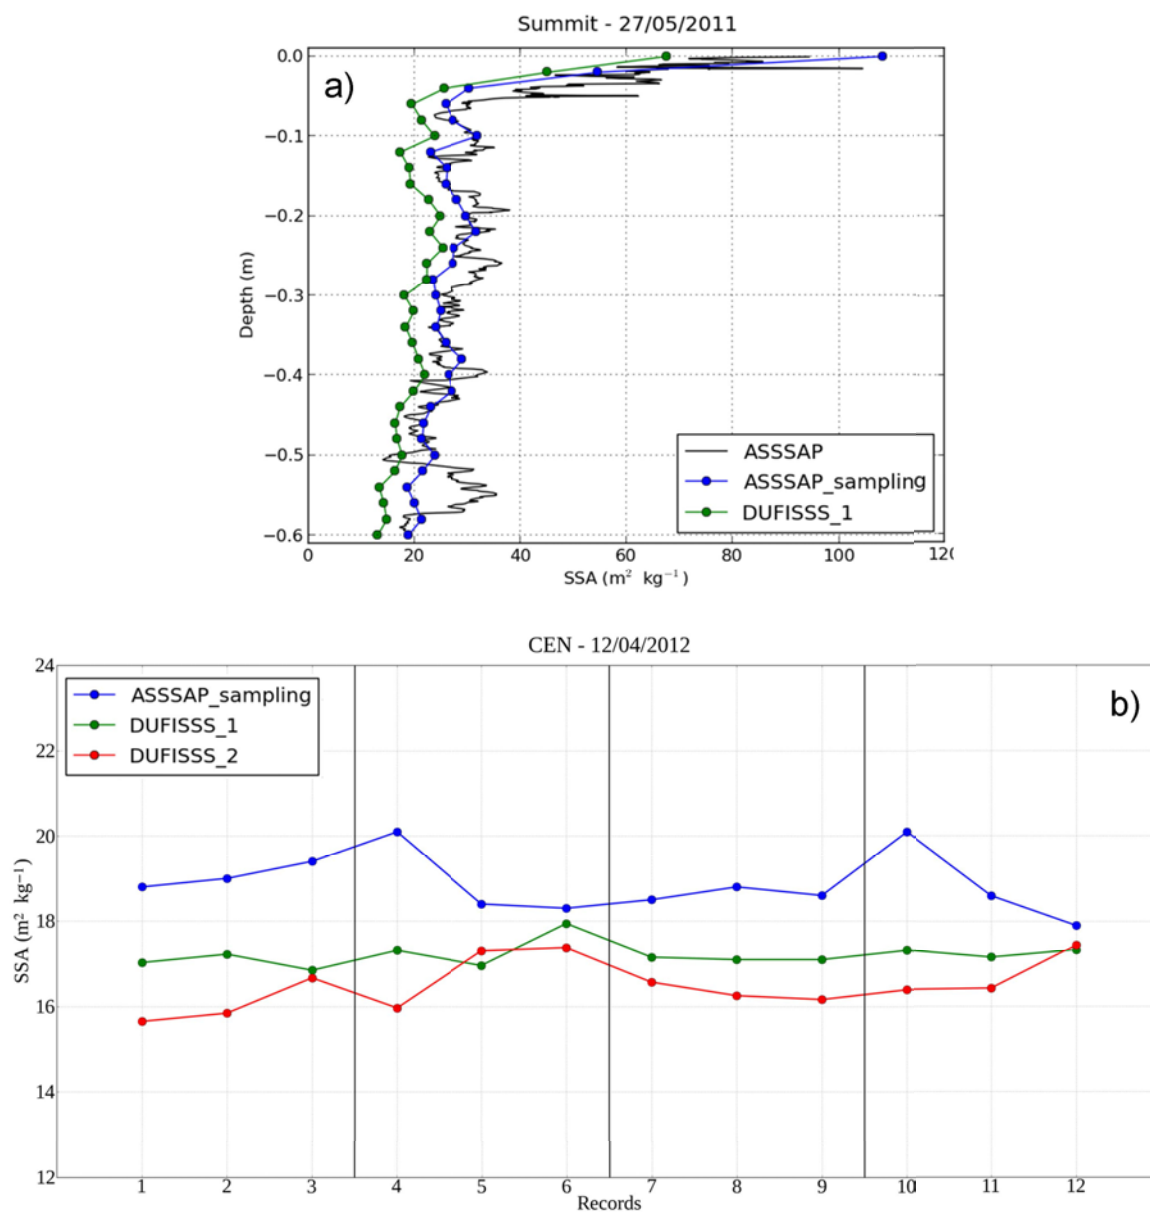 Summit - 27/05/2011
a)
0.0
−0.1
−0.2
−0.3
−0.4
−0.5
−0.6
Depth (m)
ASSSAP
ASSSAP_sampling
DUFISSS_1
0 20 40 60 80 100 120
SSA (m² kg⁻¹)
CEN - 12/04/2012
b)
ASSSAP_sampling
DUFISSS_1
DUFISSS_2
24
22
20
18
16
14
12
SSA (m² kg⁻¹)
1 2 3 4 5 6 7 8 9 10 11 12
Records